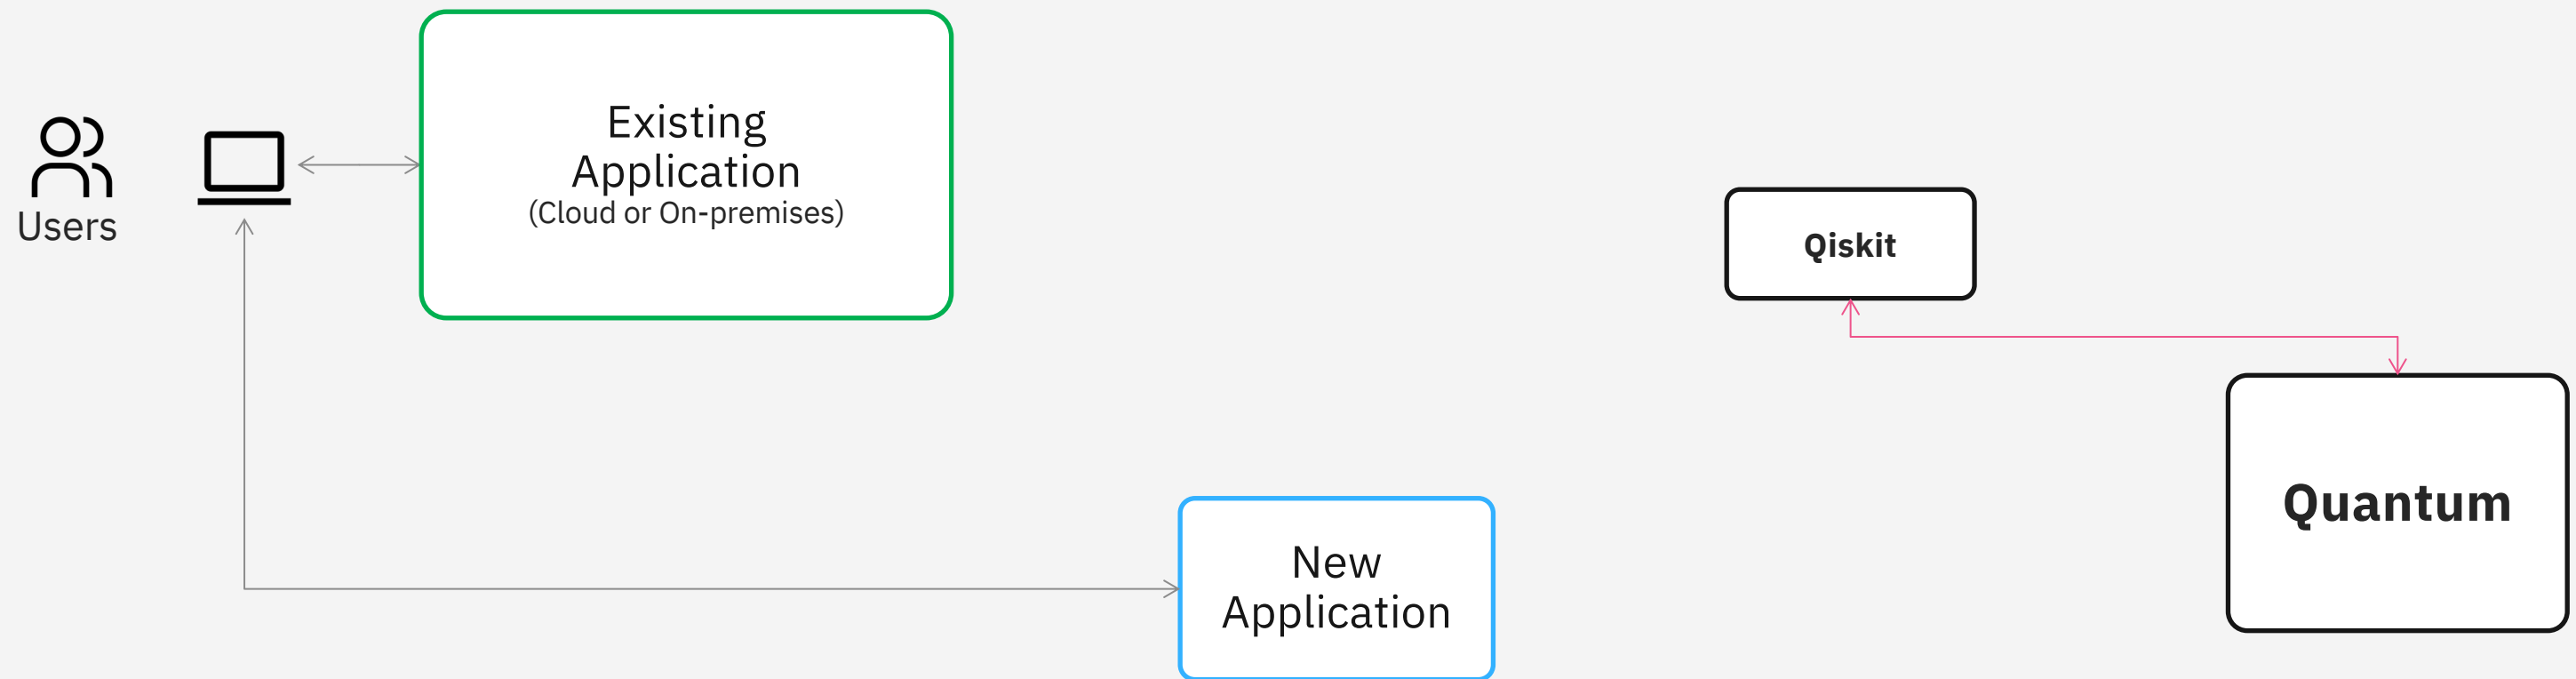 Users
Existing
Application
(Cloud or On-premises)
Qiskit
Quantum
New
Application